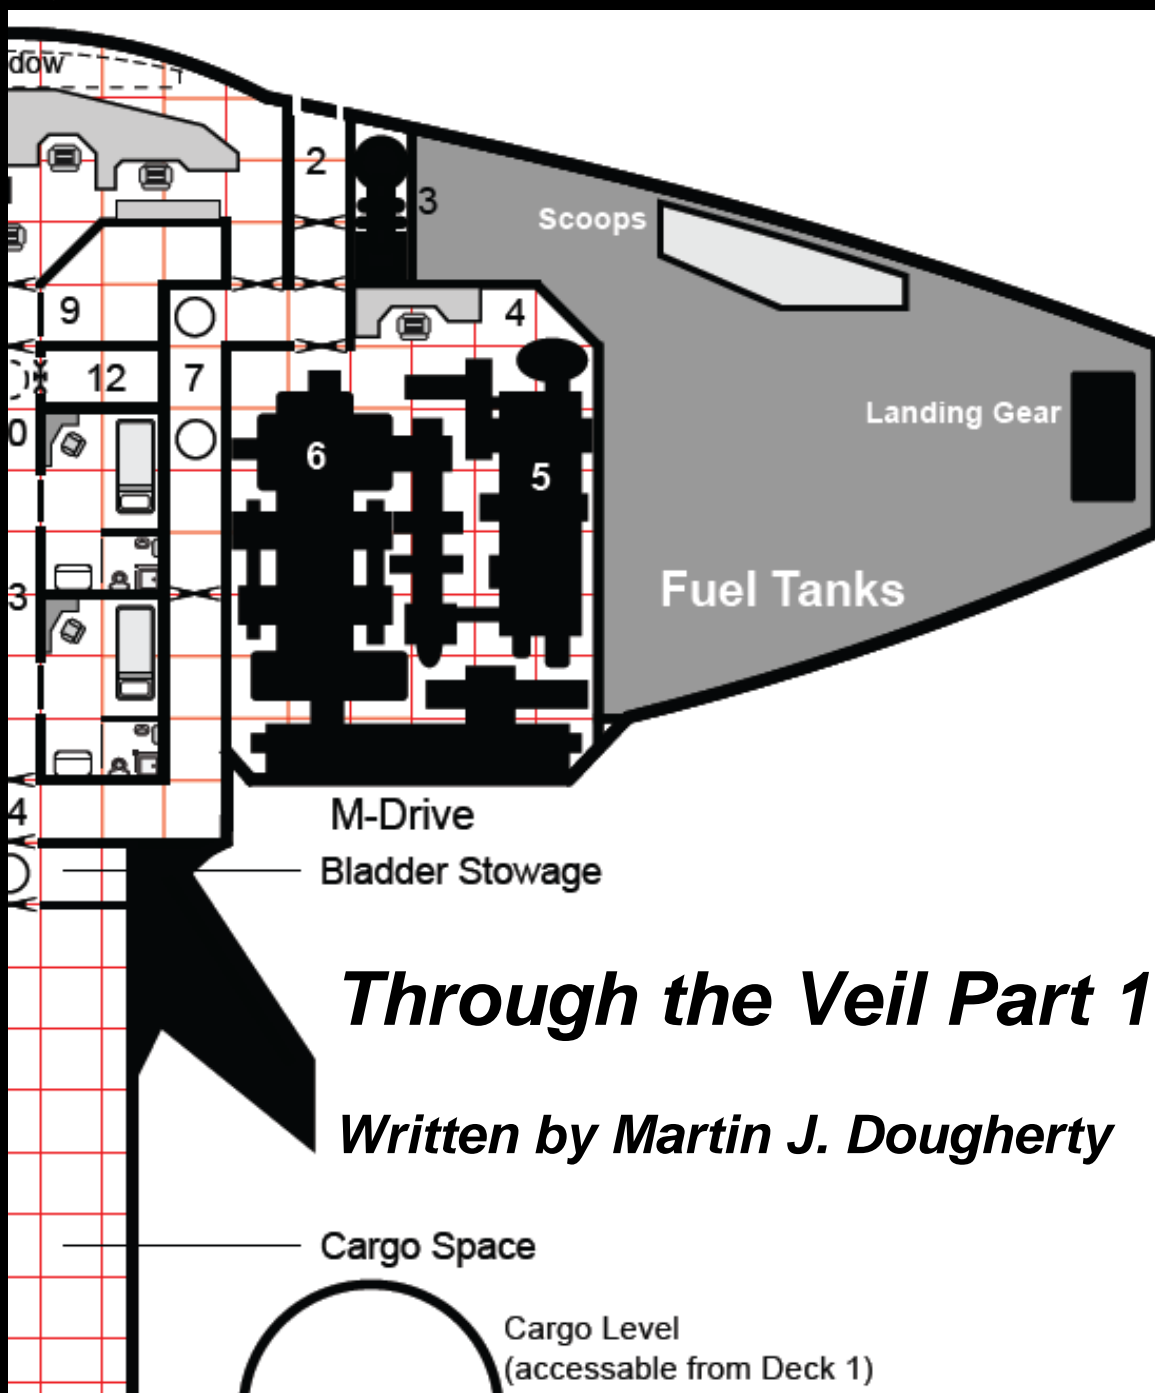 dow
2
3
Scoops
9
4
12
7
Landing Gear
0
6
5
3
Fuel Tanks
4
M-Drive
Bladder Stowage
Through the Veil Part 1
Written by Martin J. Dougherty
Cargo Space
Cargo Level
(accessable from Deck 1)